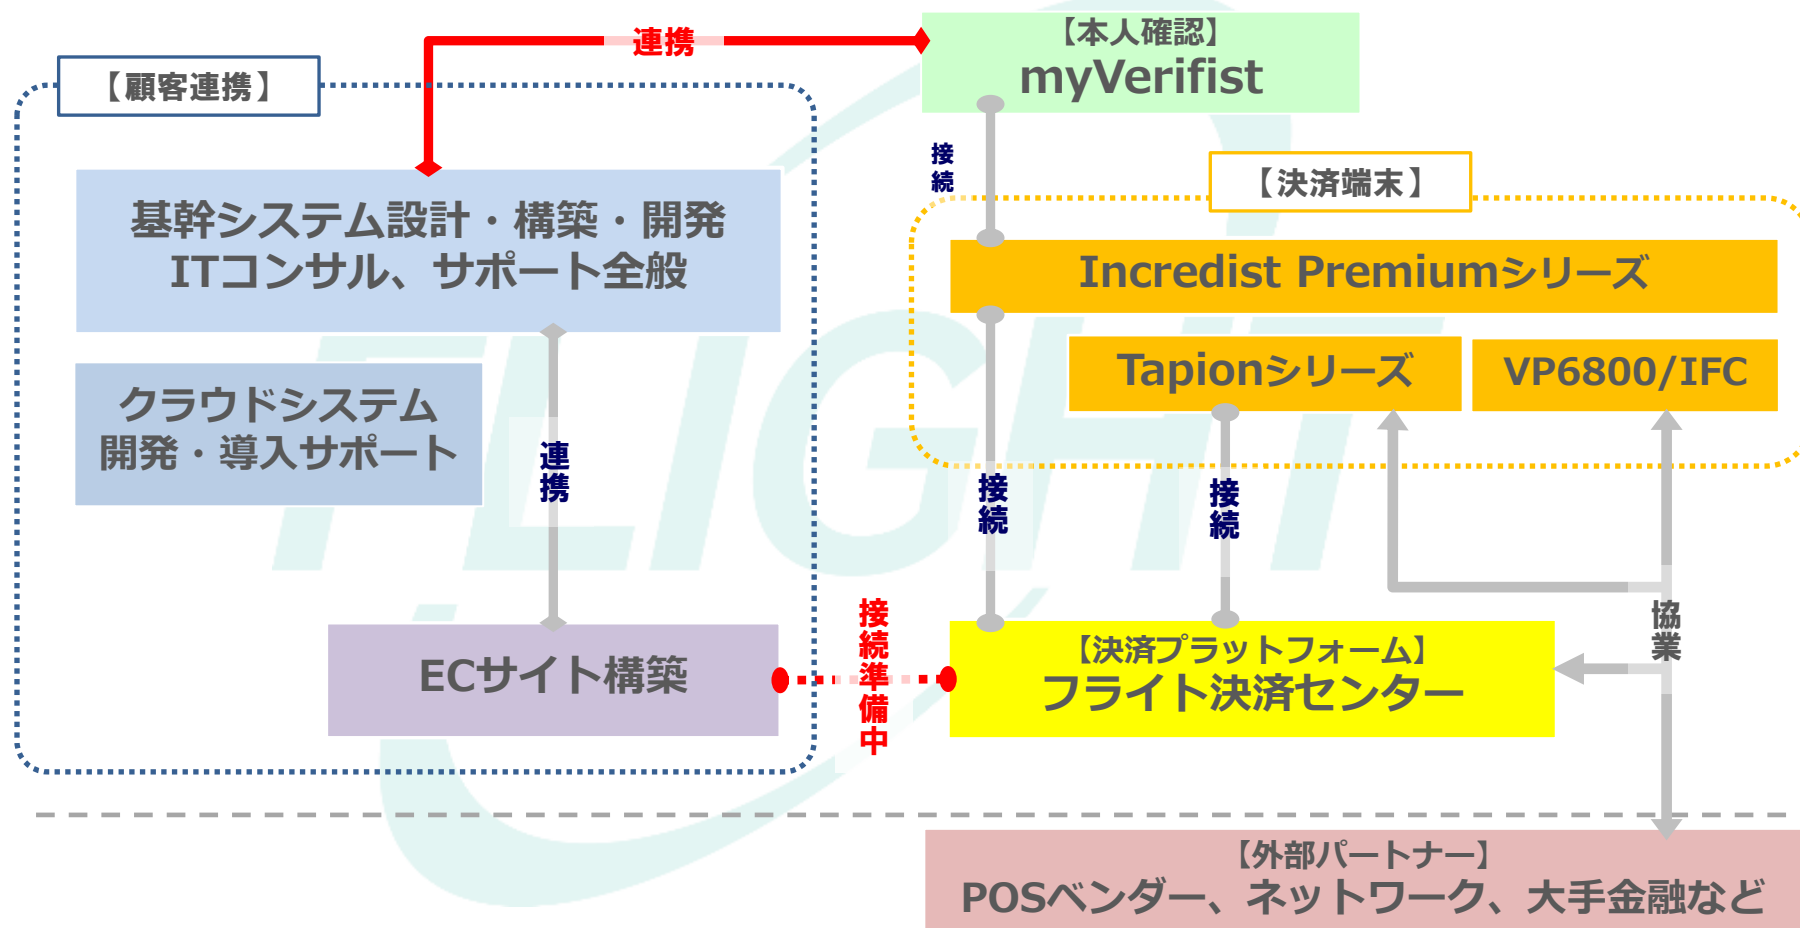 連携
【本人確認】
myVerifist
【顧客連携】
接続
【決済端末】
基幹システム設計・構築・開発
ITコンサル、サポート全般
Incredist Premiumシリーズ
Tapionシリーズ
VP6800/IFC
クラウドシステム
開発・導入サポート
連携
接続
接続
接続準備中
協業
ECサイト構築
【決済プラットフォーム】
フライト決済センター
【外部パートナー】
POSベンダー、ネットワーク、大手金融など
FLIGHT